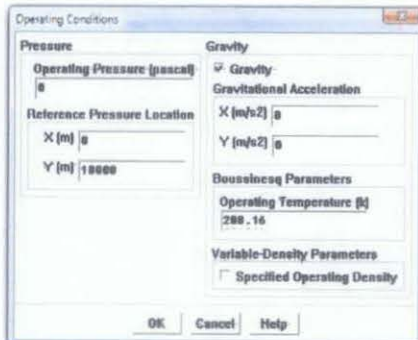 Operating Conditions
Pressure
Operating Pressure (pascal)
0
Reference Pressure Location
X (m) 0
Y (m) 10000
Gravity
Gravity
Gravitational Acceleration
X (m/s2) 0
Y (m/s2) 0
Boussinesq Parameters
Operating Temperature (k)
288.16
Variable-Density Parameters
Specified Operating Density
OK Cancel Help